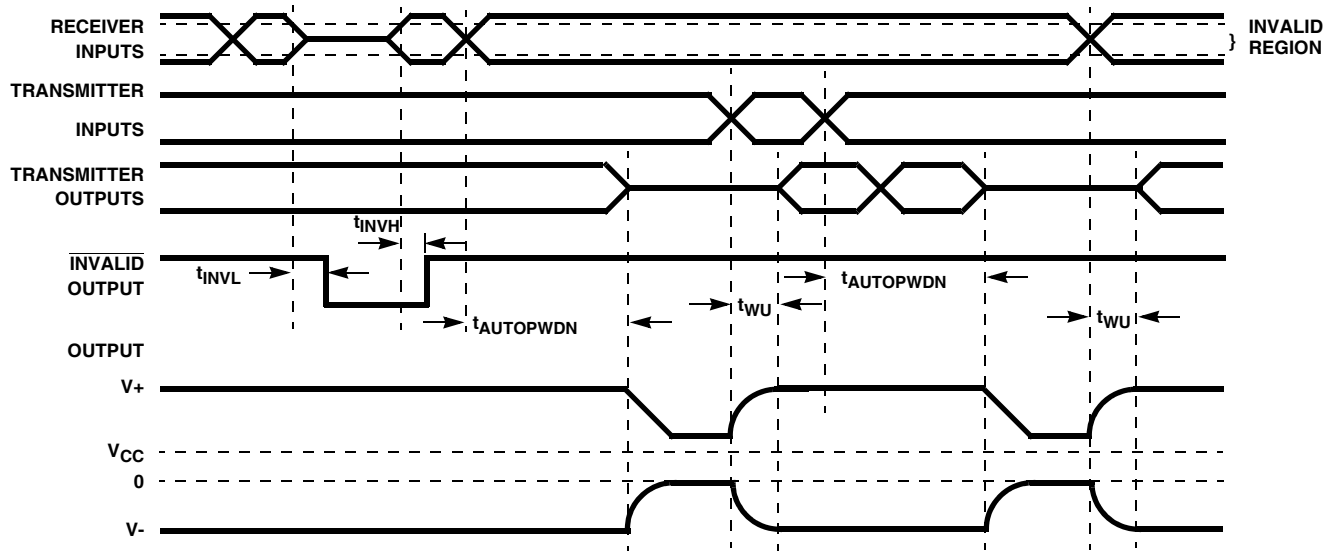 RECEIVER
INPUTS
} INVALID
REGION
TRANSMITTER
INPUTS
TRANSMITTER
OUTPUTS
tINVH
INVALID
OUTPUT
tINVL
tAUTOPWDN
tWU
tAUTOPWDN
tWU
OUTPUT
V+
VCC
0
V-